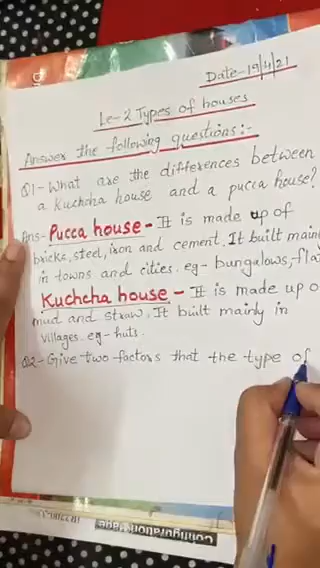 Date-19/4/21
Le-2 Types of houses
Answer the following questions:-
Q1-What are the differences between
a kuchcha house and a pucca house?
Ans- Pucca house - It is made up of
bricks, steel, iron and cement. It built main
in towns and cities. eg- bungalows, fla
Kuchcha house - It is made up o
mud and straw. It built mainly in
villages. eg- huts.
Q2-Give two factors that the type of
Configuration Page